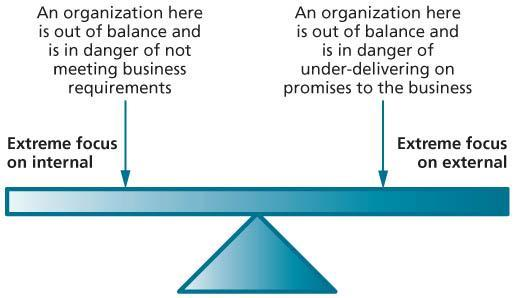 An organization here
is out of balance and
is in danger of not
meeting business
requirements
An organization here
is out of balance and
is in danger of
under-delivering on
promises to the business
Extreme focus
on internal
Extreme focus
on external